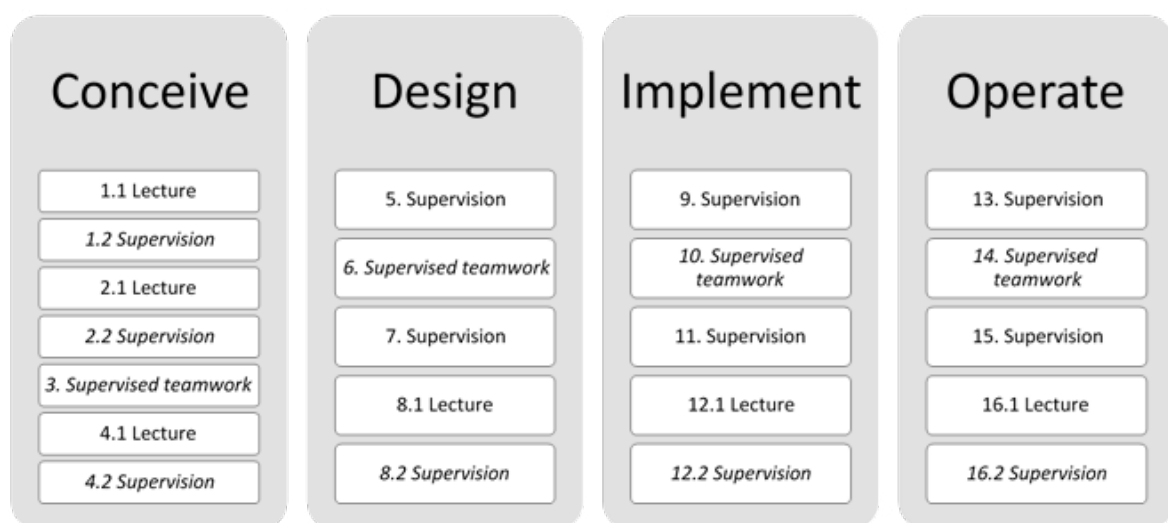 Conceive
1.1 Lecture
1.2 Supervision
2.1 Lecture
2.2 Supervision
3. Supervised teamwork
4.1 Lecture
4.2 Supervision
Design
5. Supervision
6. Supervised teamwork
7. Supervision
8.1 Lecture
8.2 Supervision
Implement
9. Supervision
10. Supervised
teamwork
11. Supervision
12.1 Lecture
12.2 Supervision
Operate
13. Supervision
14. Supervised
teamwork
15. Supervision
16.1 Lecture
16.2 Supervision